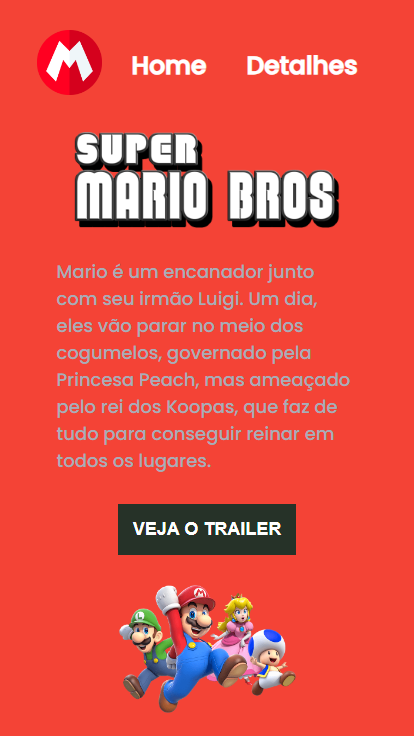 M
Home Detalhes
SUPER
MARIO BROS
Mario é um encanador junto
com seu irmão Luigi. Um dia,
eles vão parar no meio dos
cogumelos, governado pela
Princesa Peach, mas ameaçado
pelo rei dos Koopas, que faz de
tudo para conseguir reinar em
todos os lugares.
VEJA O TRAILER
M